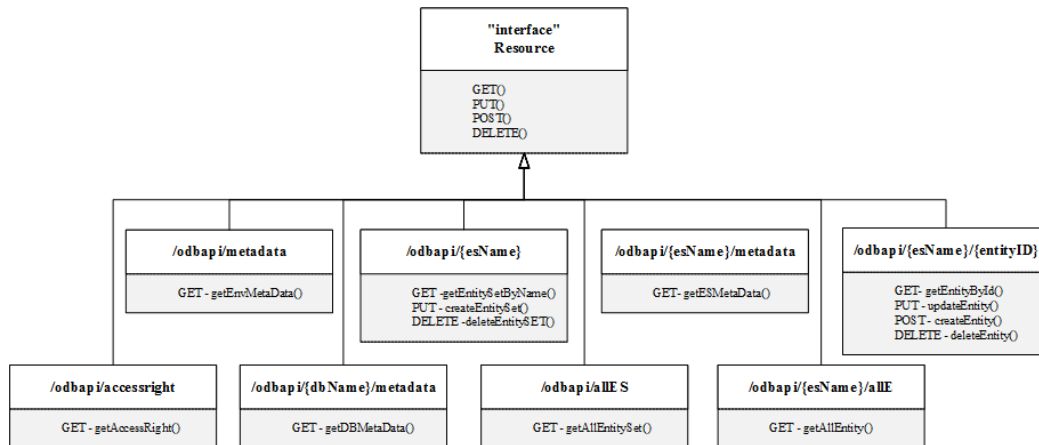 "interface"
Resource
GET()
PUT()
POST()
DELETE()
/odbapi/metadata
GET - getEnvMetaData()
/odbapi/{esName}
GET -getEntitySetByName()
PUT - createEntitySet()
DELETE -deleteEntitySET()
/odbapi/{esName}/metadata
GET - getESMetaData()
/odbapi/{esName}/{entityID}
GET- getEntityById()
PUT - updateEntity()
POST - createEntity()
DELETE - deleteEntity()
/odbapi/accessright
GET - getAccessRight()
/odbapi/{dbName}/metadata
GET - getDBMetaData()
/odbapi/allES
GET - getAllEntitySet()
/odbapi/{esName}/allE
GET - getAllEntity()